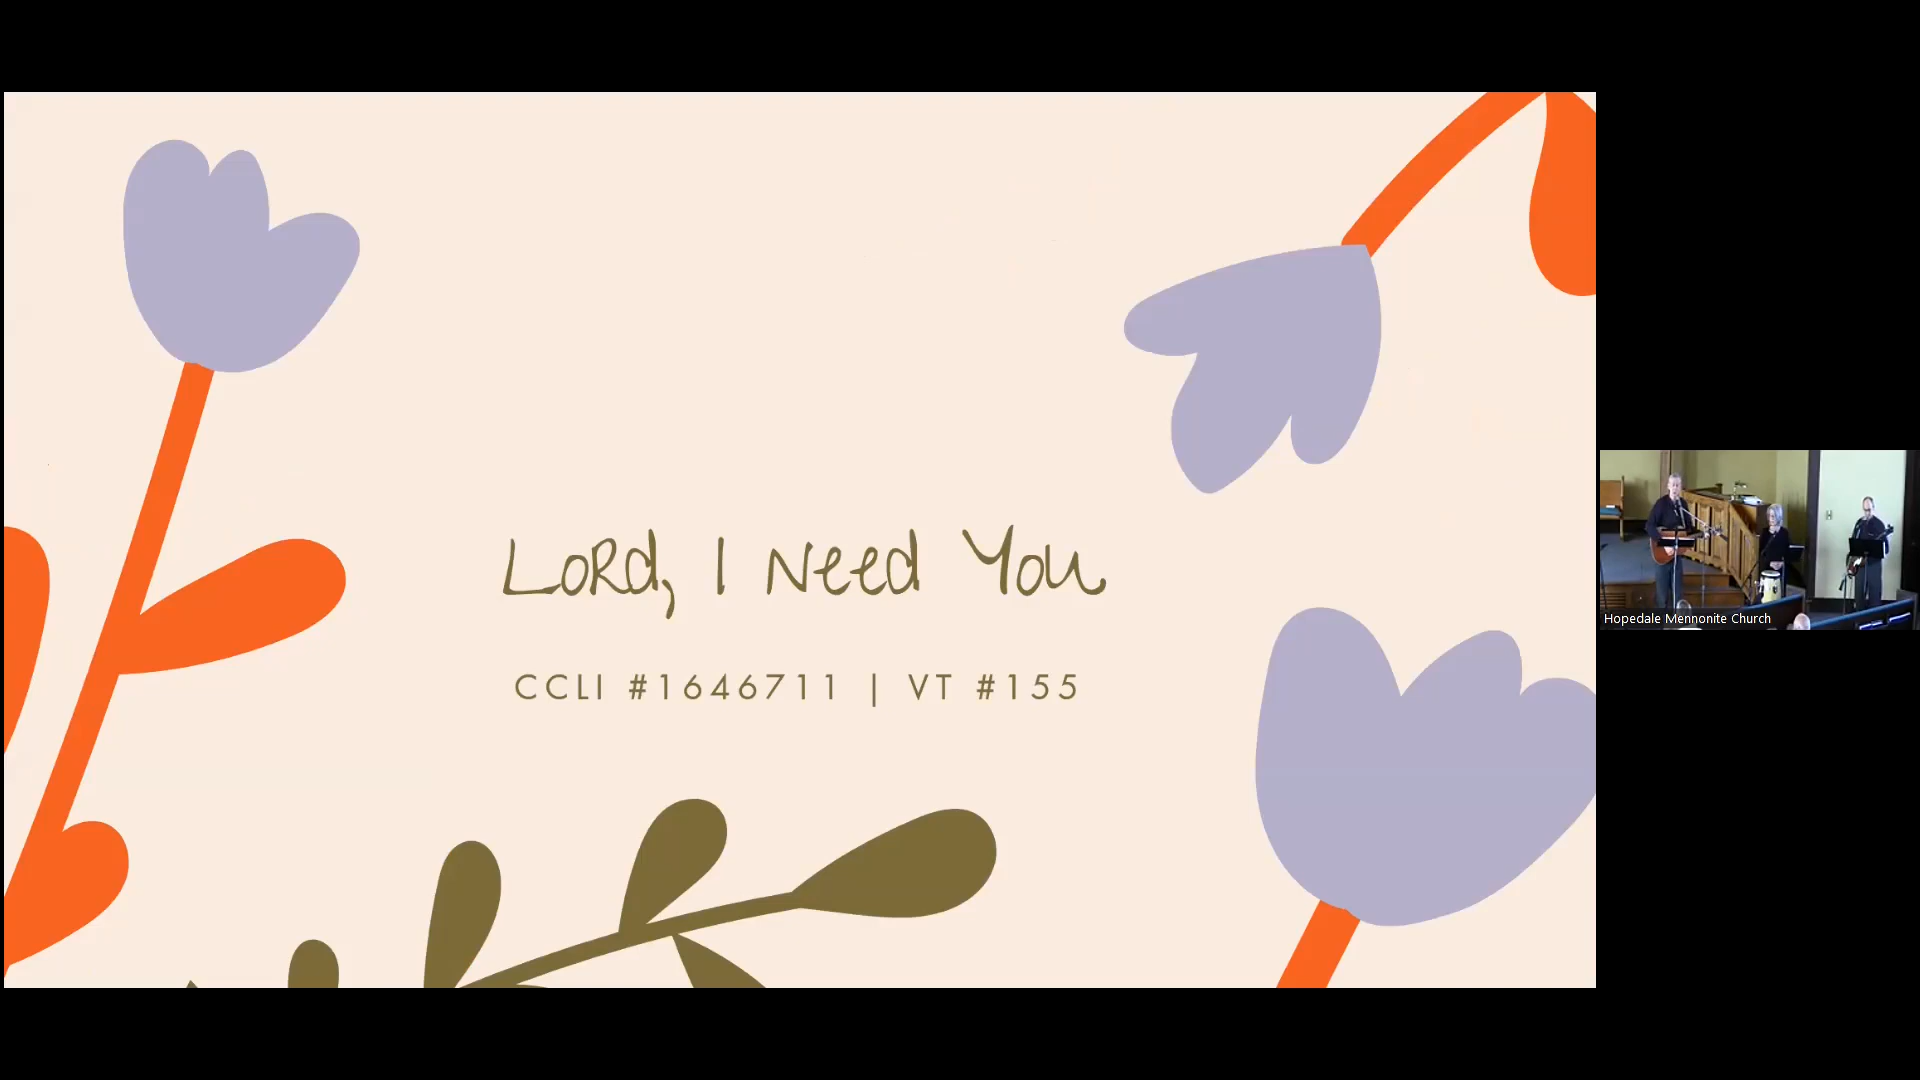 Lord, I Need You
CCLI #1646711 | VT #155
Hopedale Mennonite Church